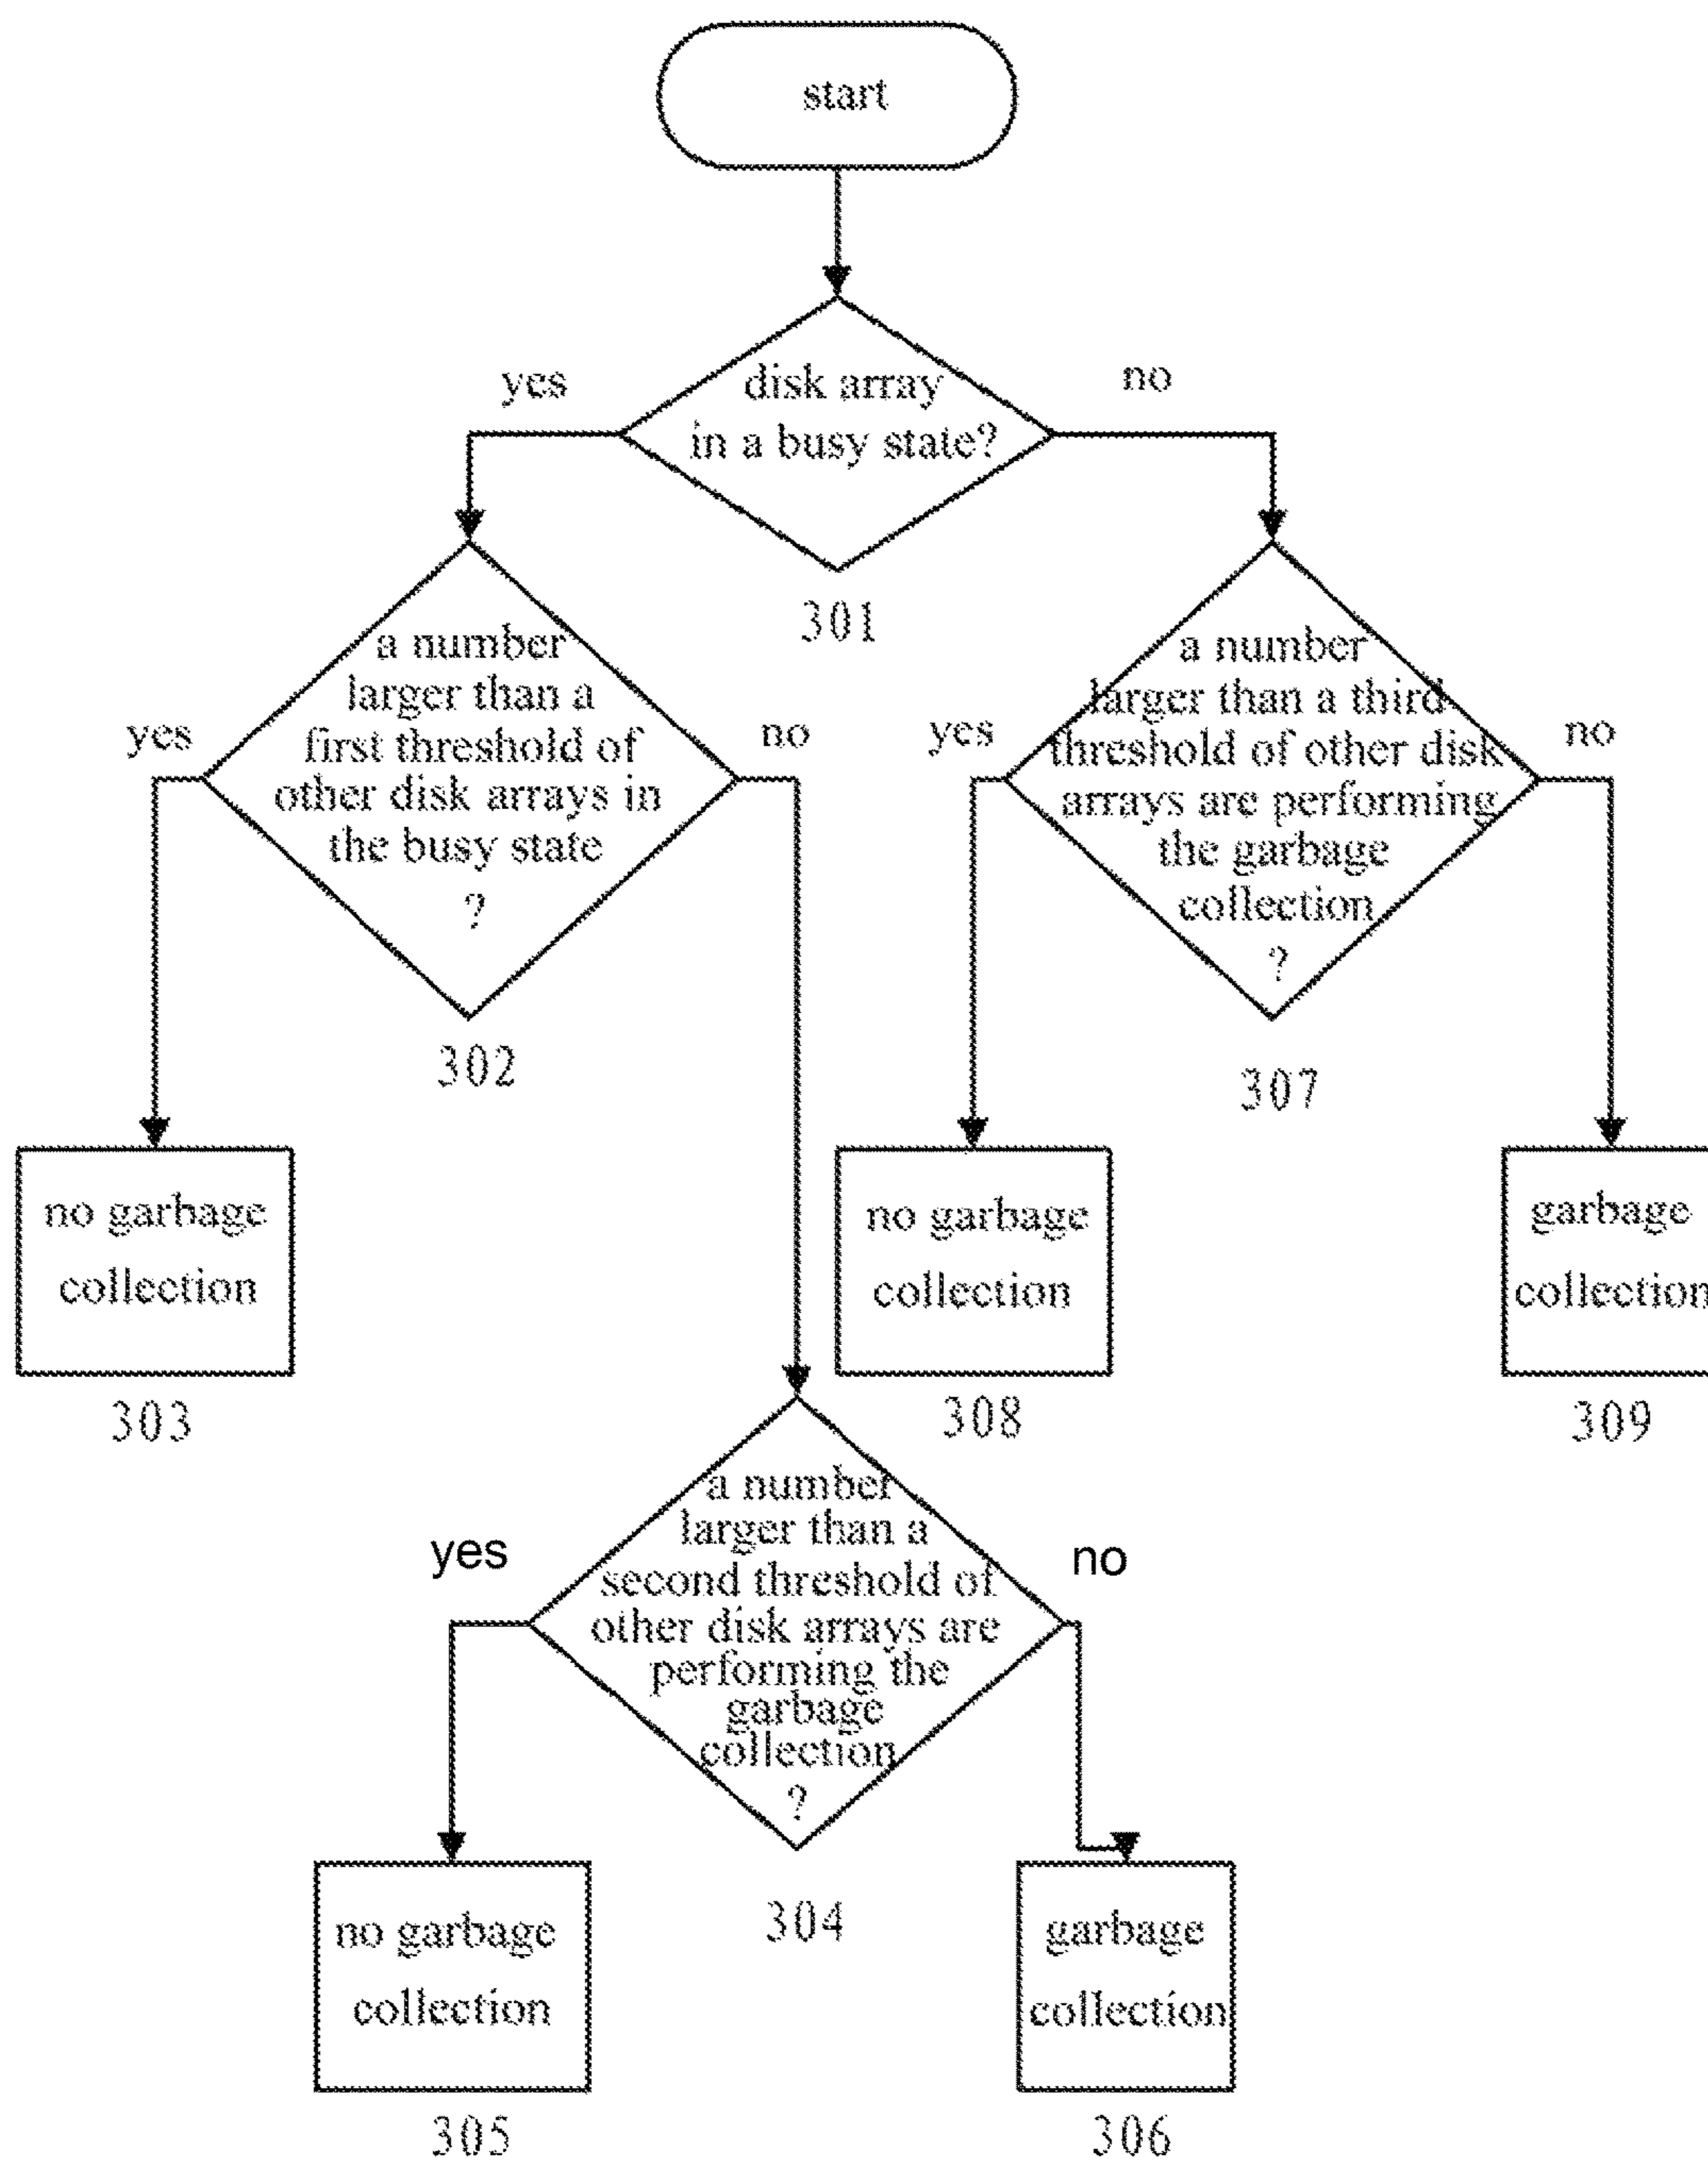 start
yes
disk array
in a busy state?
no
301
yes
a number
larger than a
first threshold of
other disk arrays in
the busy state
?
no
302
yes
a number
larger than a third
threshold of other disk
arrays are performing
the garbage
collection
?
no
307
no garbage
collection
303
no garbage
collection
308
garbage
collection
309
yes
a number
larger than a
second threshold of
other disk arrays are
performing the
garbage
collection
?
no
304
no garbage
collection
305
garbage
collection
306